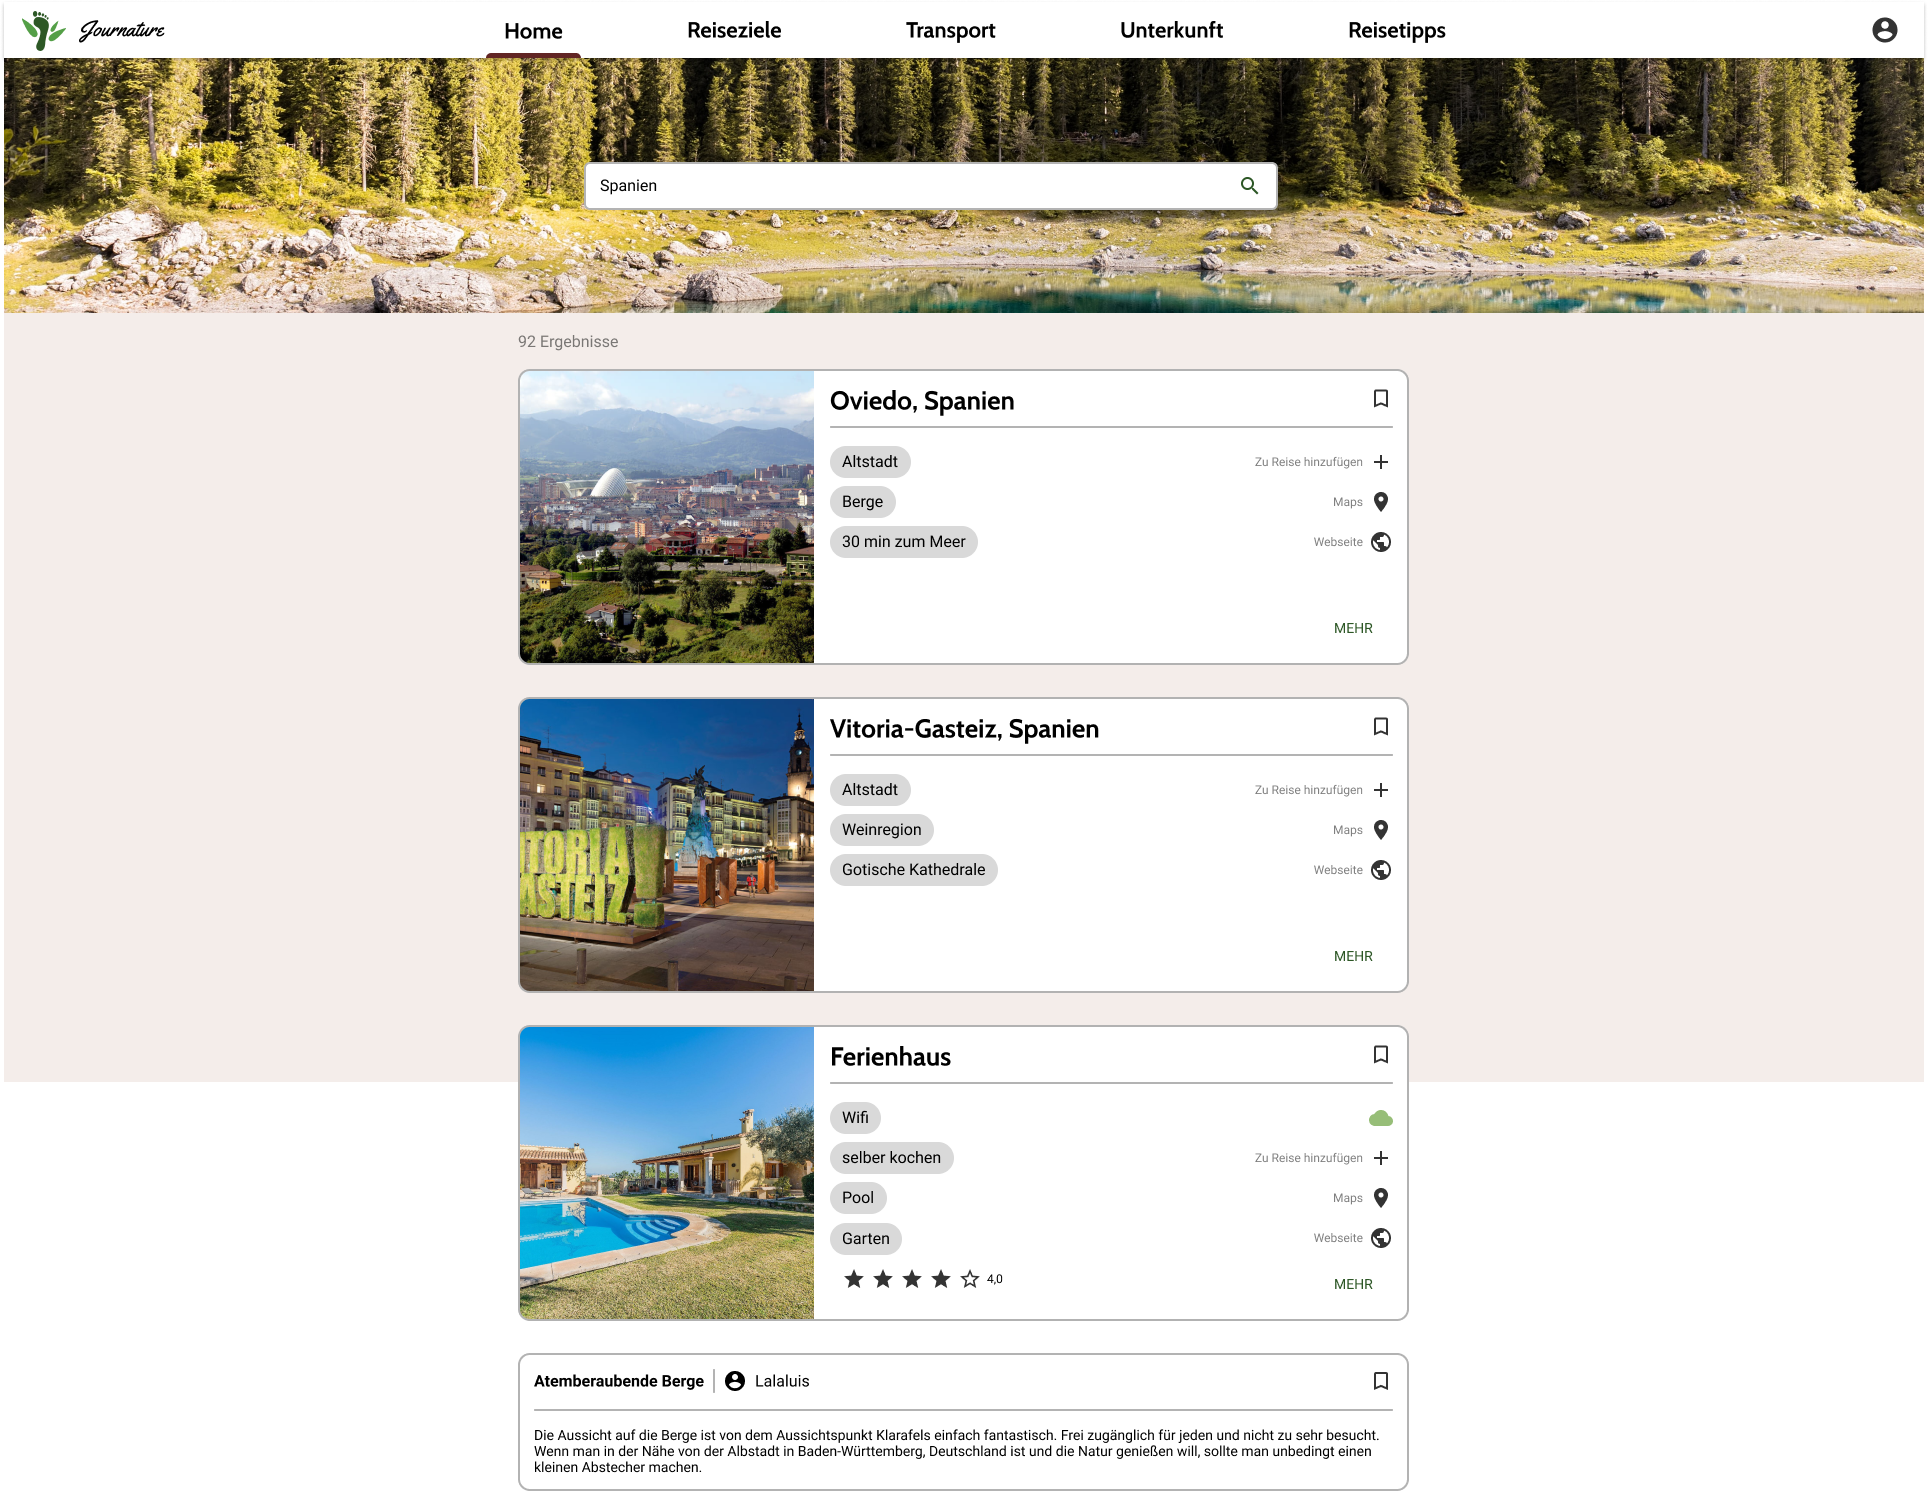 Journature
Home
Reiseziele
Transport
Unterkunft
Reisetipps
Spanien
92 Ergebnisse
Oviedo, Spanien
Altstadt
Zu Reise hinzufügen
Berge
Maps
30 min zum Meer
Webseite
MEHR
Vitoria-Gasteiz, Spanien
Altstadt
Zu Reise hinzufügen
Weinregion
Maps
Gotische Kathedrale
Webseite
MEHR
TORIA
ASTEIZ
Ferienhaus
Wifi
selber kochen
Zu Reise hinzufügen
Pool
Maps
Garten
Webseite
4,0
MEHR
Atemberaubende Berge
Lalaluis
Die Aussicht auf die Berge ist von dem Aussichtspunkt Klarafels einfach fantastisch. Frei zugänglich für jeden und nicht zu sehr besucht.
Wenn man in der Nähe von der Albstadt in Baden-Württemberg, Deutschland ist und die Natur genießen will, sollte man unbedingt einen
kleinen Abstecher machen.